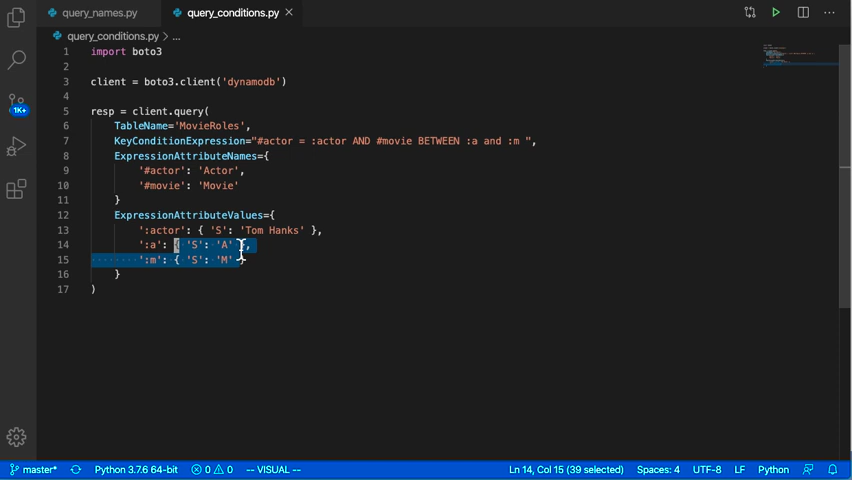 query_names.py
query_conditions.py
query_conditions.py > ...
1 import boto3
2
3 client = boto3.client('dynamodb')
4
5 resp = client.query(
6 TableName='MovieRoles',
7 KeyConditionExpression="#actor = :actor AND #movie BETWEEN :a and :m ",
8 ExpressionAttributeNames={
9 '#actor': 'Actor',
10 '#movie': 'Movie'
11 }
12 ExpressionAttributeValues={
13 ':actor': { 'S': 'Tom Hanks' },
14 ':a': { 'S': 'A' },
15 ':m': { 'S': 'M' }
16 }
17 )
1K+
master* Python 3.7.6 64-bit 0 0 -- VISUAL -- Ln 14, Col 15 (39 selected) Spaces: 4 UTF-8 LF Python